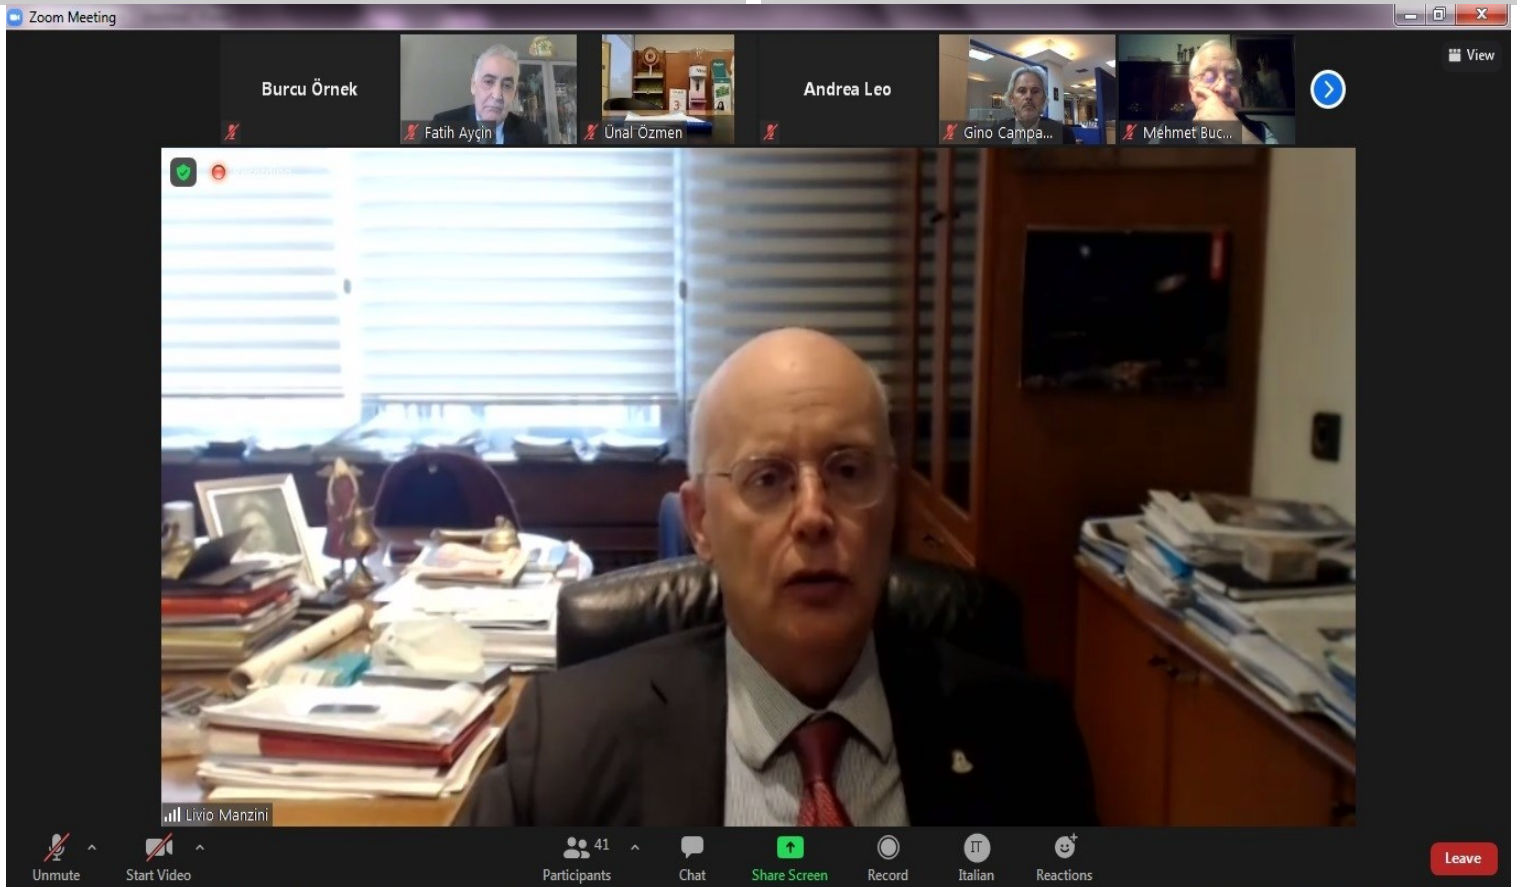 Zoom Meeting
View
Burcu Örnek
Fatih Ayçin
Ünal Özmen
Andrea Leo
Gino Campa...
Mehmet Buc...
Livio Manzini
41
Unmute
Start Video
Participants
Chat
Share Screen
Record
IT
Italian
Reactions
Leave